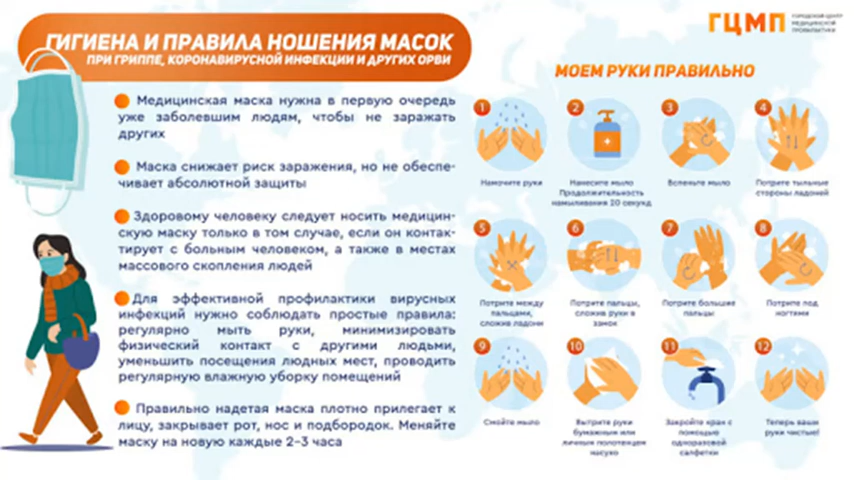 ГЦМП
ГОРОДСКОЙ ЦЕНТР
МЕДИЦИНСКОЙ
ПРОФИЛАКТИКИ
ГИГИЕНА И ПРАВИЛА НОШЕНИЯ МАСОК
ПРИ ГРИППЕ, КОРОНАВИРУСНОЙ ИНФЕКЦИИ И ДРУГИХ ОРВИ
Медицинская маска нужна в первую очередь
уже заболевшим людям, чтобы не заражать
других
Маска снижает риск заражения, но не обеспе-
чивает абсолютной защиты
Здоровому человеку следует носить медицин-
скую маску только в том случае, если он контак-
тирует с больным человеком, а также в местах
массового скопления людей
Для эффективной профилактики вирусных
инфекций нужно соблюдать простые правила:
регулярно мыть руки, минимизировать
физический контакт с другими людьми,
уменьшить посещения людных мест, проводить
регулярную влажную уборку помещений
Правильно надетая маска плотно прилегает к
лицу, закрывает рот, нос и подбородок. Меняйте
маску на новую каждые 2-3 часа
МОЕМ РУКИ ПРАВИЛЬНО
1
Намочите руки
2
Нанесите мыло
Продолжительность
намыливания 20 секунд
3
Вспеньте мыло
4
Потрите тыльные
стороны ладоней
5
Потрите между
пальцами,
сложив ладони
6
Потрите пальцы,
сложив руки в
замок
7
Потрите большие
пальцы
8
Потрите под
ногтями
9
Смойте мыло
10
Вытрите руки
бумажным или
личным полотенцем
насухо
11
Закройте кран с
помощью
одноразовой
салфетки
12
Теперь ваши
руки чистые!